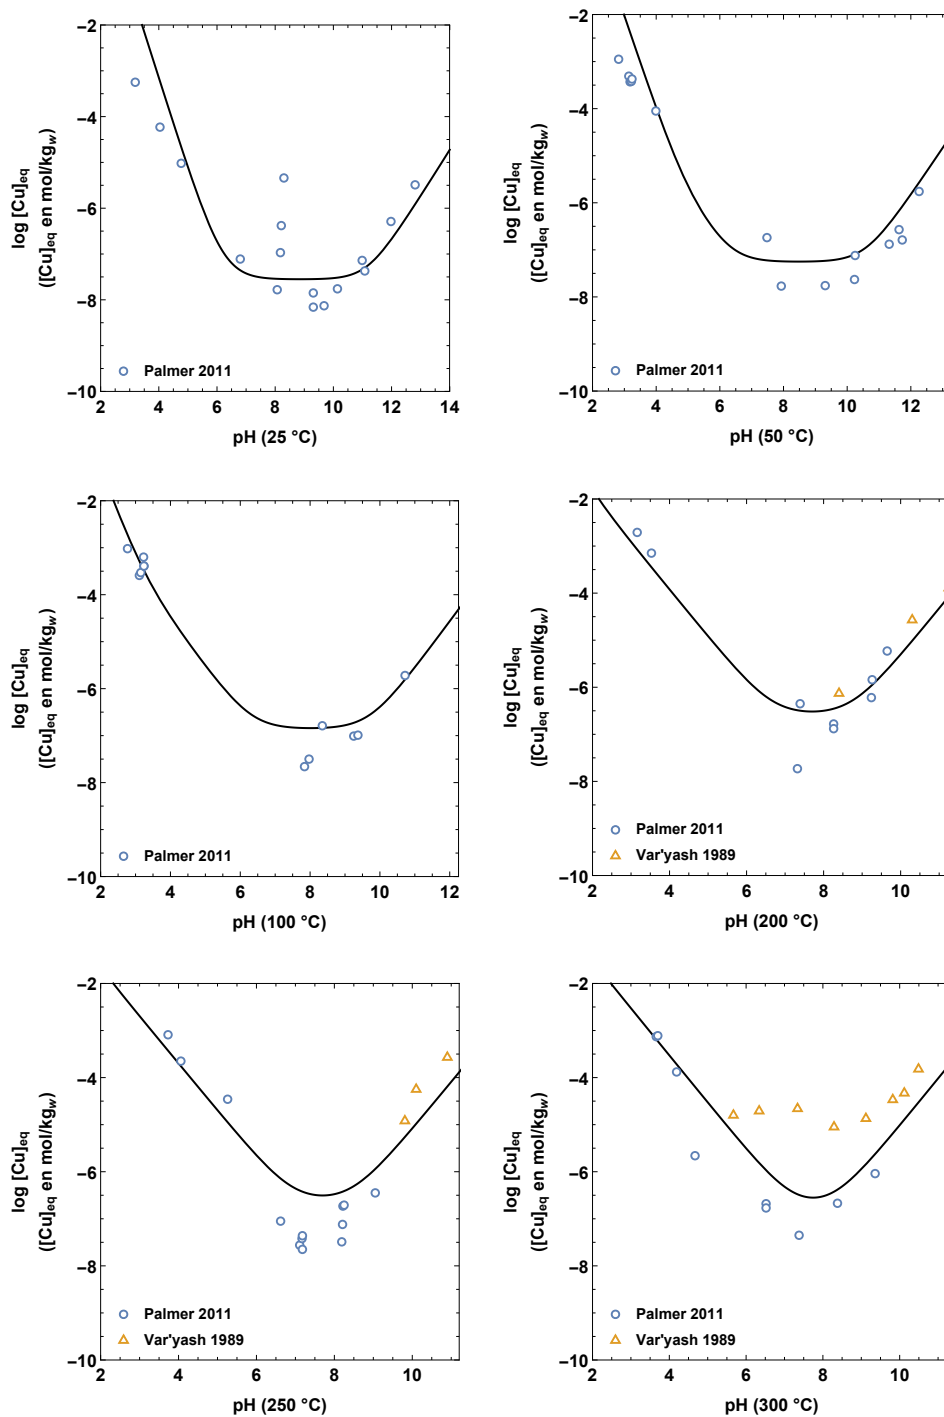 log [Cu]eq
([Cu]eq en mol/kgw)
−2
−4
−6
−8
−10
Palmer 2011
2 4 6 8 10 12 14
pH (25 °C)
log [Cu]eq
([Cu]eq en mol/kgw)
−2
−4
−6
−8
−10
Palmer 2011
2 4 6 8 10 12
pH (50 °C)
log [Cu]eq
([Cu]eq en mol/kgw)
−2
−4
−6
−8
−10
Palmer 2011
2 4 6 8 10 12
pH (100 °C)
log [Cu]eq
([Cu]eq en mol/kgw)
−2
−4
−6
−8
−10
Palmer 2011
Var'yash 1989
2 4 6 8 10
pH (200 °C)
log [Cu]eq
([Cu]eq en mol/kgw)
−2
−4
−6
−8
−10
Palmer 2011
Var'yash 1989
2 4 6 8 10
pH (250 °C)
log [Cu]eq
([Cu]eq en mol/kgw)
−2
−4
−6
−8
−10
Palmer 2011
Var'yash 1989
2 4 6 8 10
pH (300 °C)